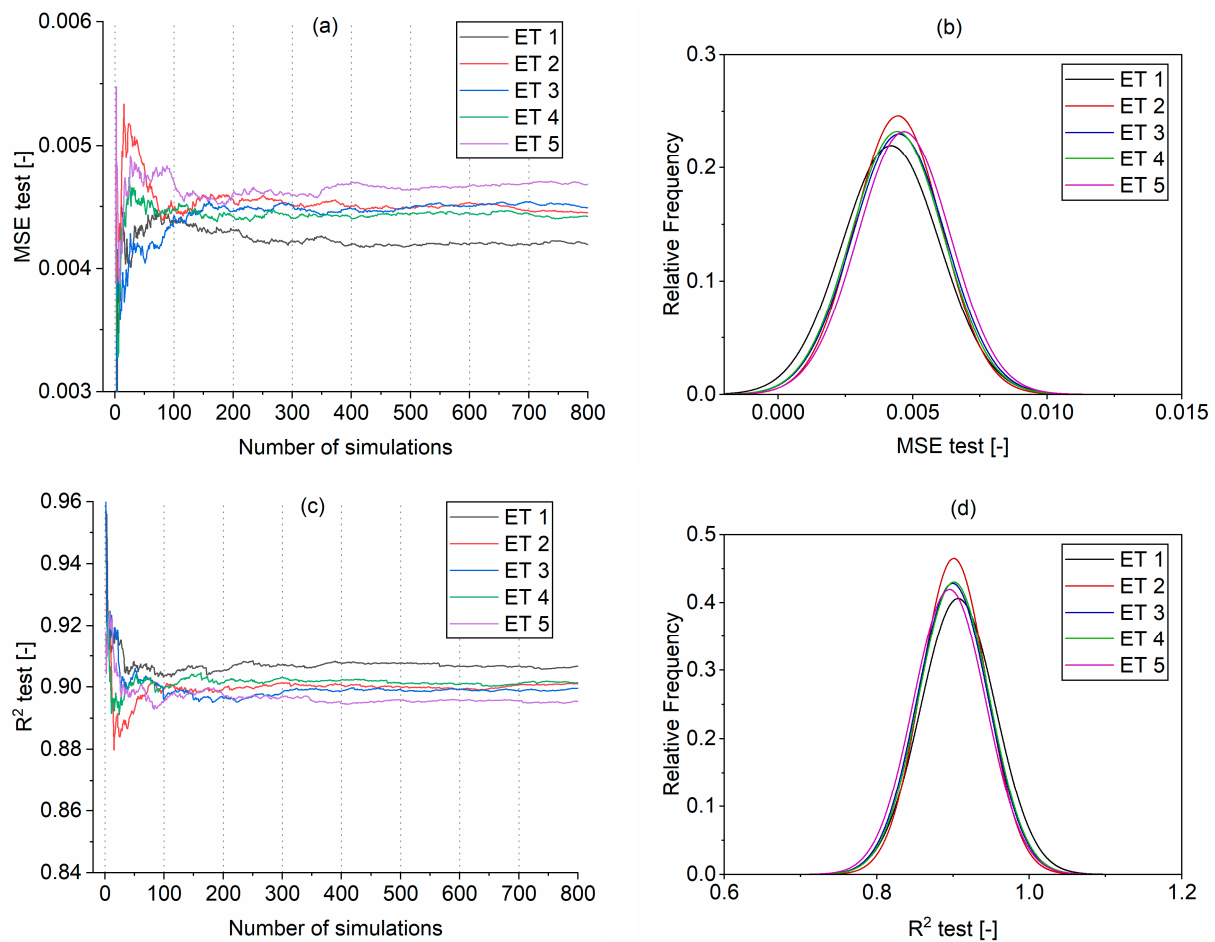 (a)
0.006
0.005
0.004
0.003
MSE test [-]
0 100 200 300 400 500 600 700 800
Number of simulations
ET 1
ET 2
ET 3
ET 4
ET 5
(b)
0.3
0.2
0.1
0.0
Relative Frequency
0.000 0.005 0.010 0.015
MSE test [-]
ET 1
ET 2
ET 3
ET 4
ET 5
(c)
0.96
0.94
0.92
0.90
0.88
0.86
0.84
R² test [-]
0 100 200 300 400 500 600 700 800
Number of simulations
ET 1
ET 2
ET 3
ET 4
ET 5
(d)
0.5
0.4
0.3
0.2
0.1
0.0
Relative Frequency
0.6 0.8 1.0 1.2
R² test [-]
ET 1
ET 2
ET 3
ET 4
ET 5